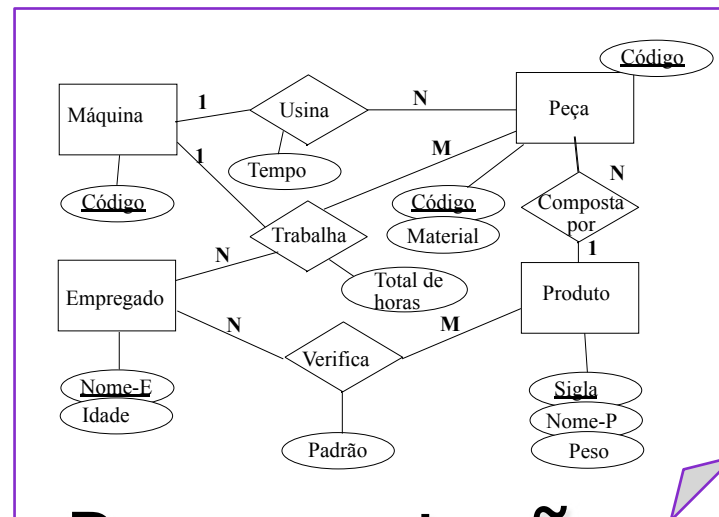 Código
Máquina
1
Usina
N
Peça
1
M
Tempo
N
Código
Código
Material
Composta
por
Trabalha
N
1
Empregado
Total de
horas
Produto
N
M
Verifica
Nome-E
Idade
Sigla
Nome-P
Padrão
Peso